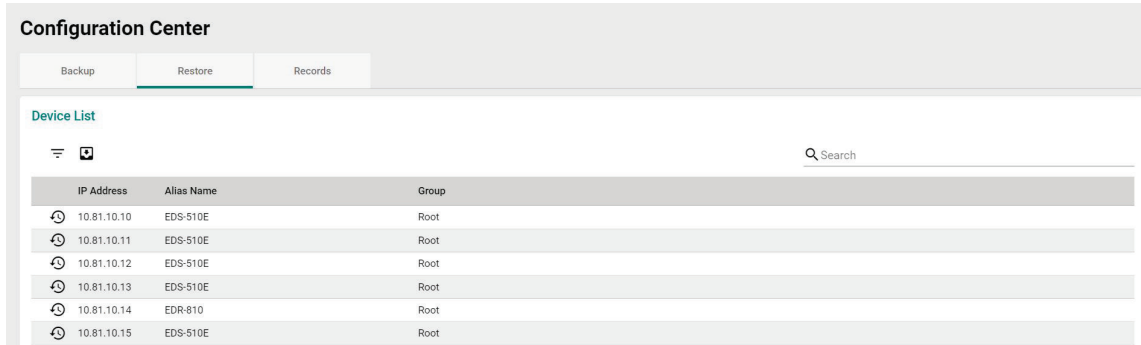 Configuration Center
Backup Restore Records
Device List
Search
IP Address Alias Name Group
10.81.10.10 EDS-510E Root
10.81.10.11 EDS-510E Root
10.81.10.12 EDS-510E Root
10.81.10.13 EDS-510E Root
10.81.10.14 EDR-810 Root
10.81.10.15 EDS-510E Root